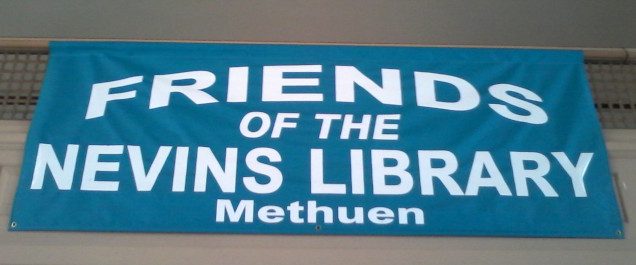 FRIENDS
OF THE
NEVINS LIBRARY
Methuen